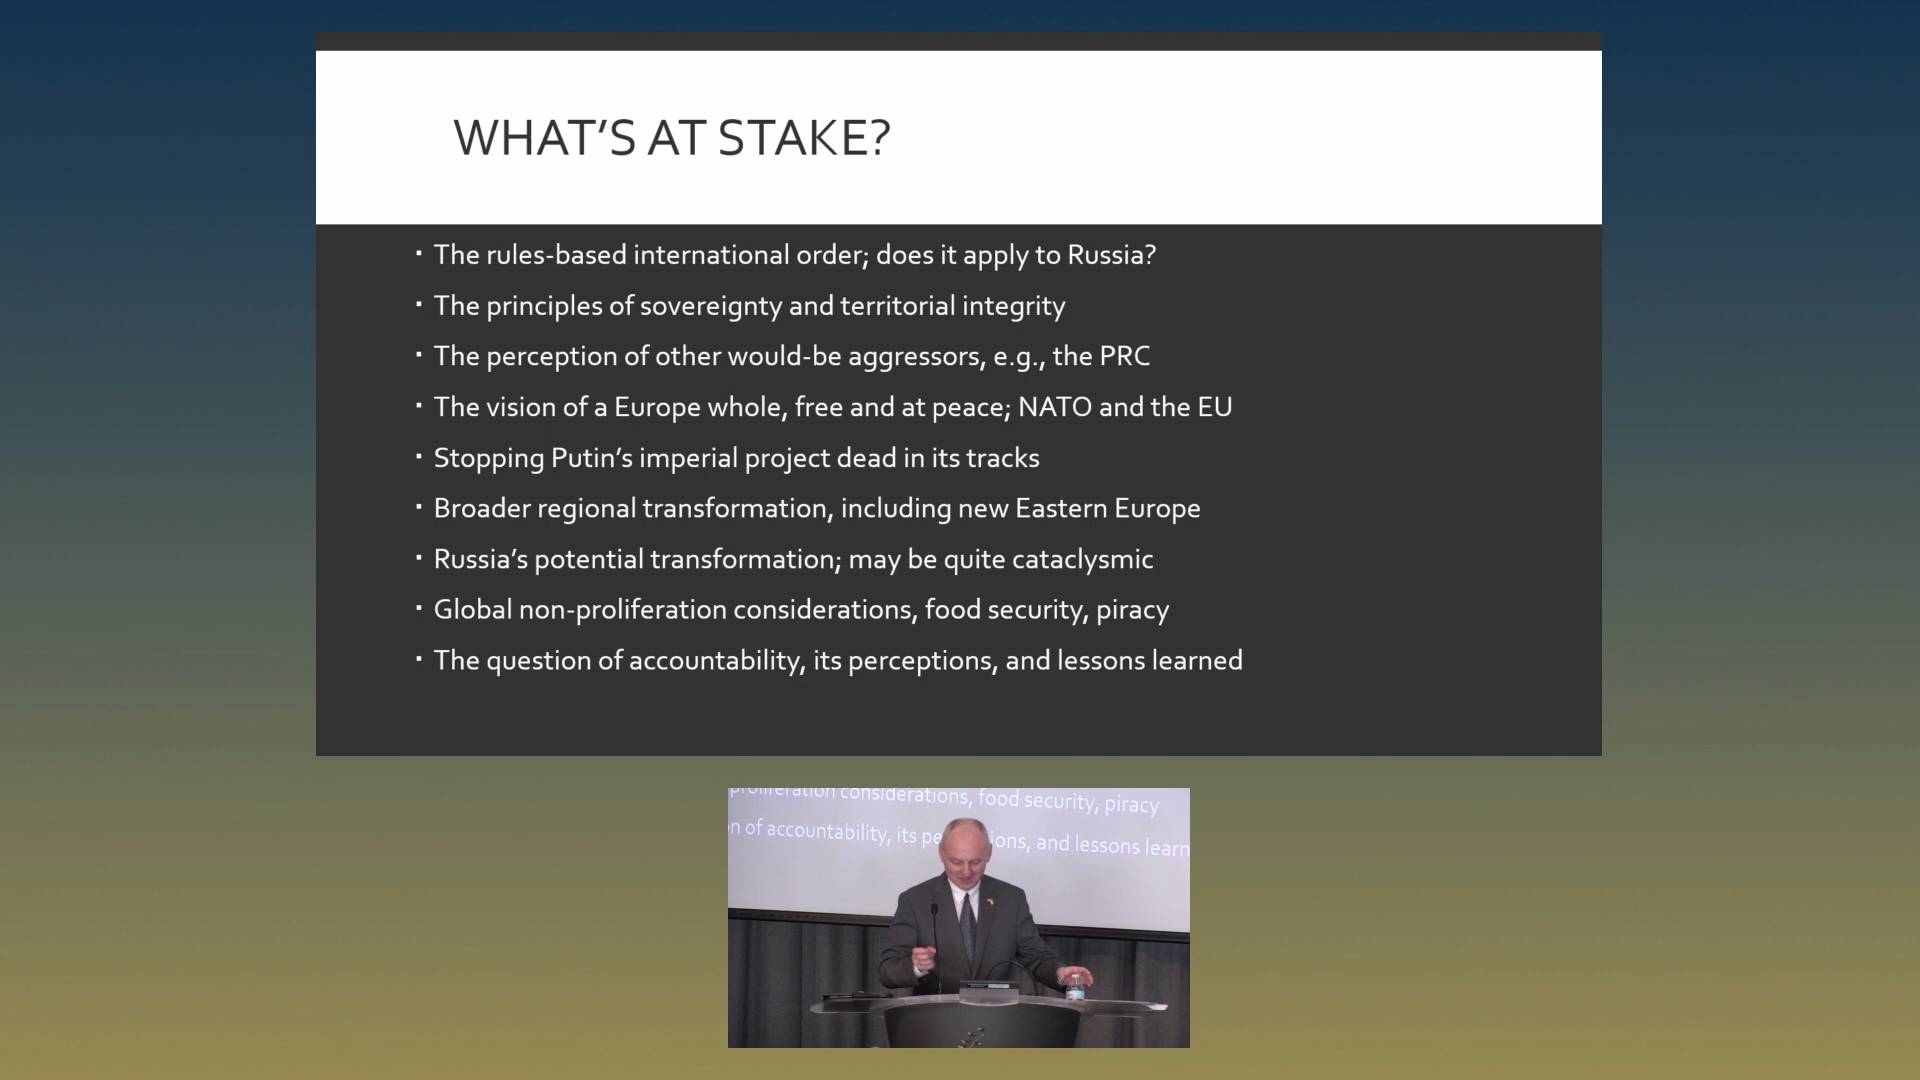 WHAT’S AT STAKE?
▪ The rules-based international order; does it apply to Russia?
▪ The principles of sovereignty and territorial integrity
▪ The perception of other would-be aggressors, e.g., the PRC
▪ The vision of a Europe whole, free and at peace; NATO and the EU
▪ Stopping Putin’s imperial project dead in its tracks
▪ Broader regional transformation, including new Eastern Europe
▪ Russia’s potential transformation; may be quite cataclysmic
▪ Global non-proliferation considerations, food security, piracy
▪ The question of accountability, its perceptions, and lessons learned
proliferation considerations, food security, piracy
n of accountability, its pe ions, and lessons learn